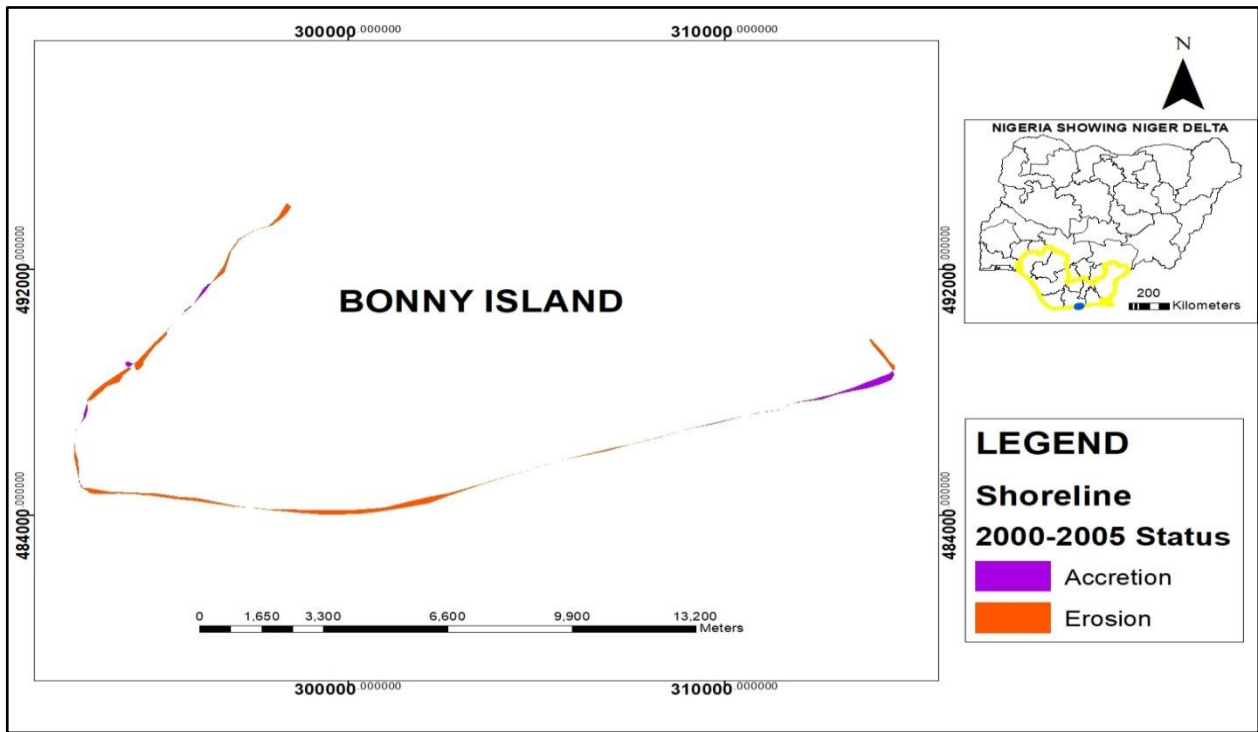 300000.000000 310000.000000
N
NIGERIA SHOWING NIGER DELTA
200
Kilometers
492000.000000
492000.000000
BONNY ISLAND
484000.000000
484000.000000
LEGEND
Shoreline
2000-2005 Status
Accretion
Erosion
0 1,650 3,300 6,600 9,900 13,200
Meters
300000.000000 310000.000000